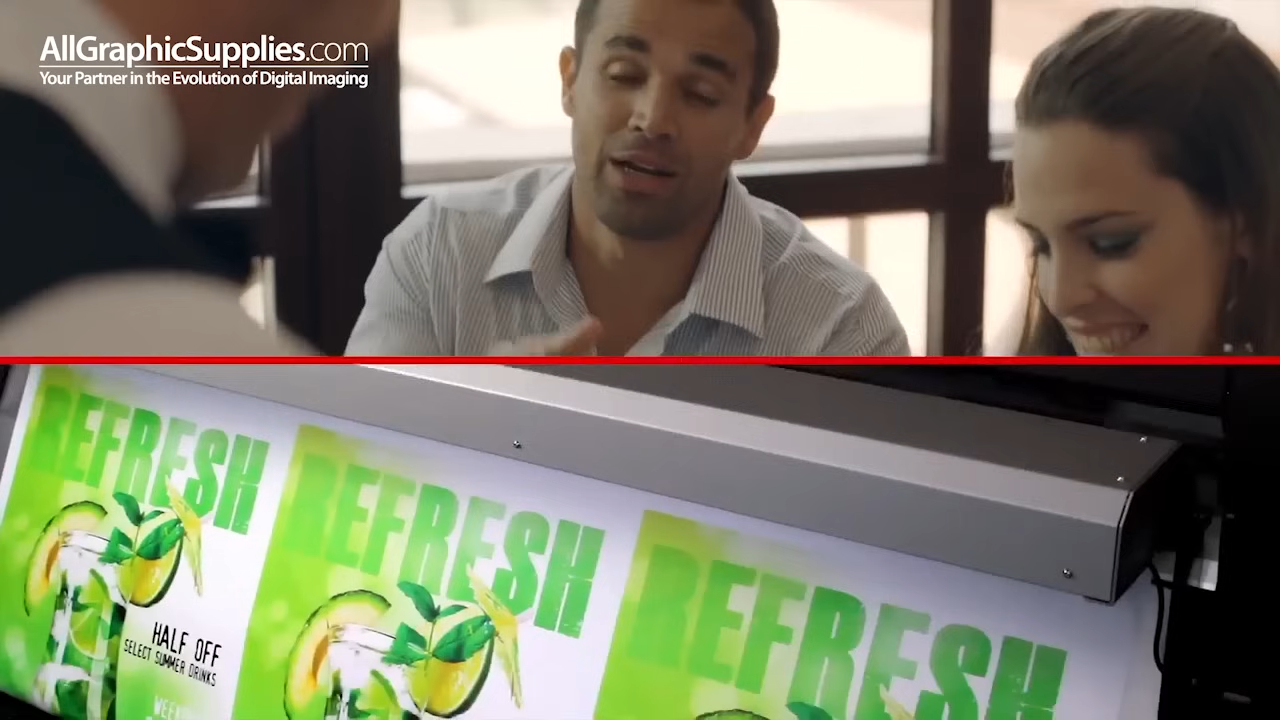 AllGraphicSupplies.com
Your Partner in the Evolution of Digital Imaging
REFRESH
HALF OFF
SELECT SUMMER DRINKS
REFRESH
REFRESH